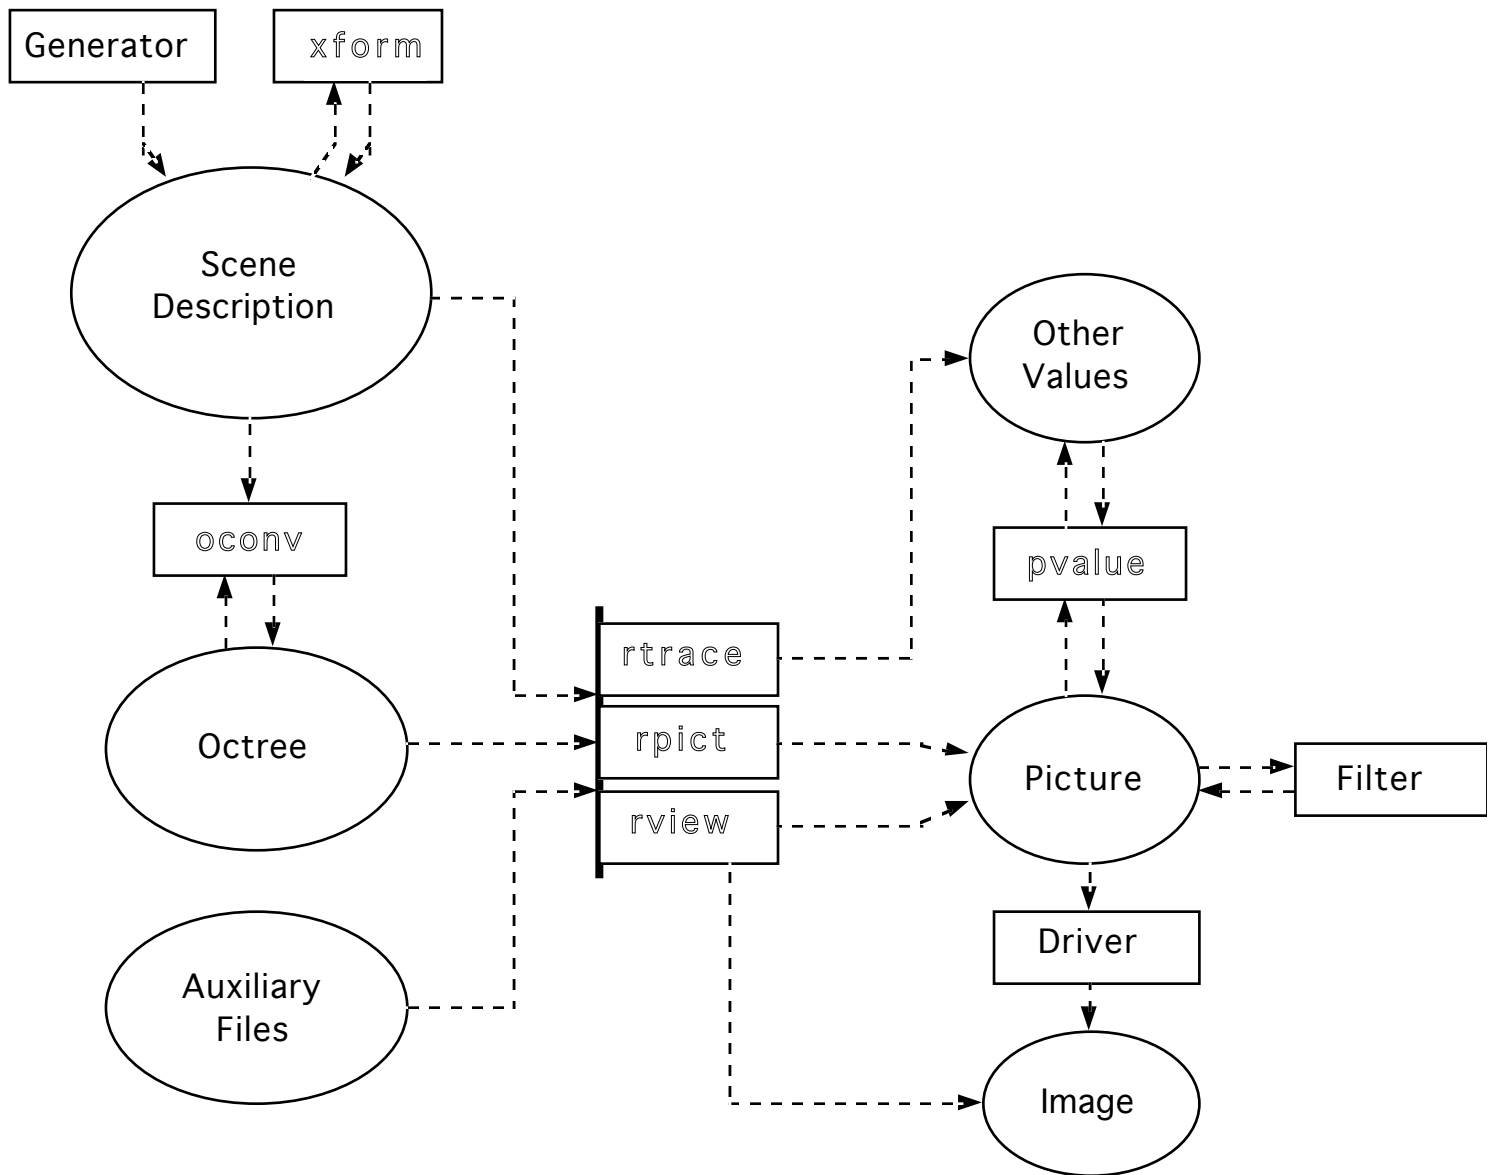 Generator
xform
Scene
Description
Other
Values
oconv
pvalue
rtrace
rpict
rview
Octree
Picture
Filter
Driver
Auxiliary
Files
Image